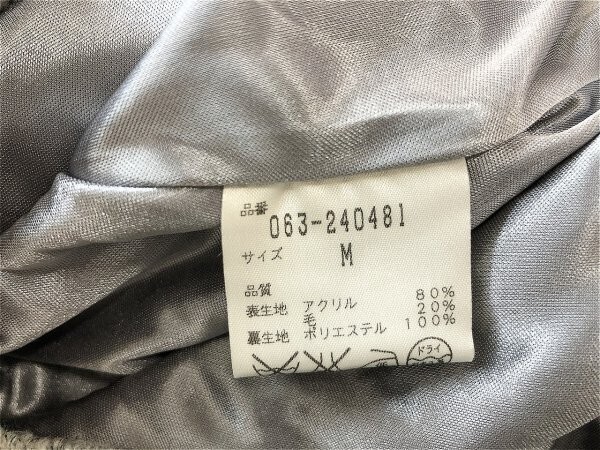 品番
063-240481
サイズ M
品質
表生地 アクリル 80%
毛 20%
裏生地 ポリエステル 100%
ドライ